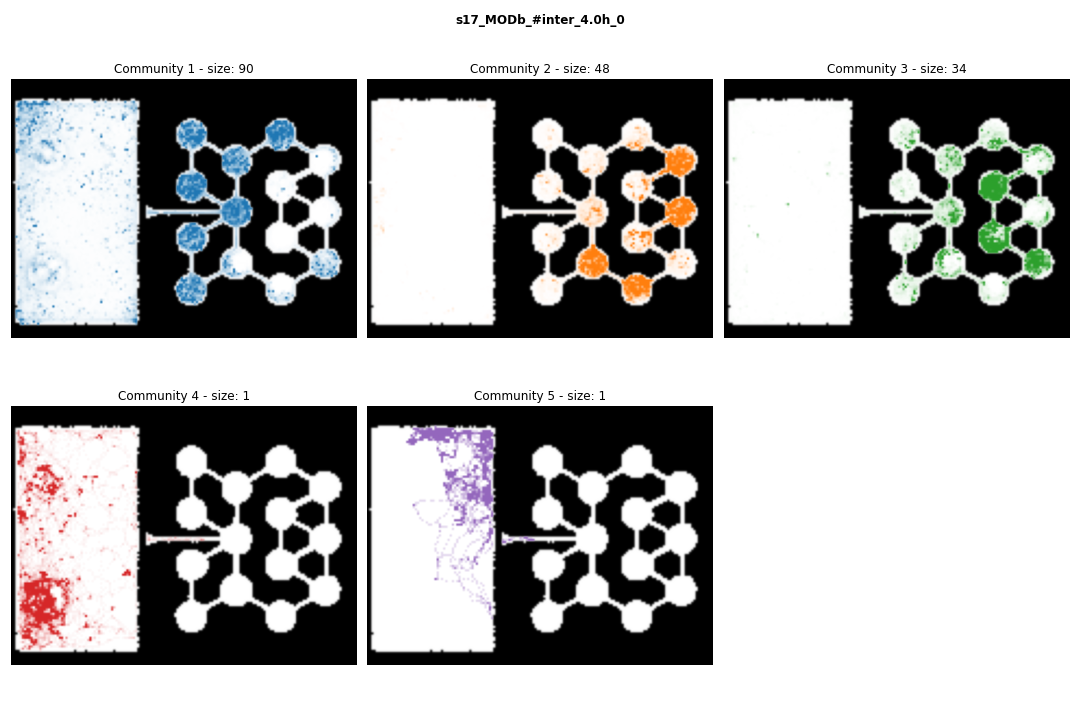 s17_MODb_#inter_4.0h_0
Community 1 - size: 90
Community 2 - size: 48
Community 3 - size: 34
Community 4 - size: 1
Community 5 - size: 1